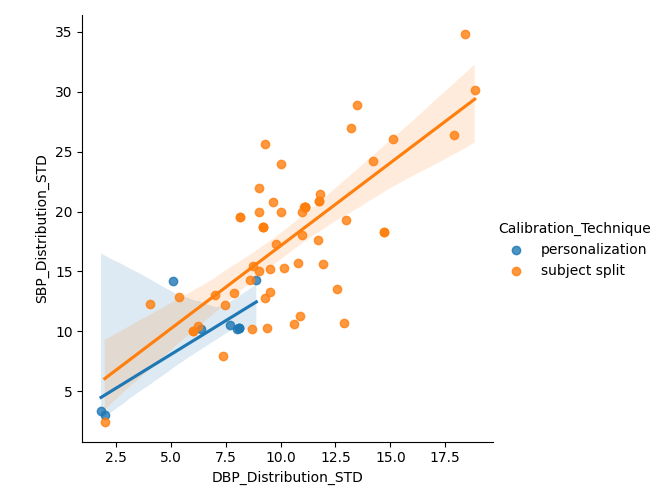 35
30
25
20
15
10
5
SBP_Distribution_STD
2.5 5.0 7.5 10.0 12.5 15.0 17.5
DBP_Distribution_STD
Calibration_Technique
personalization
subject split